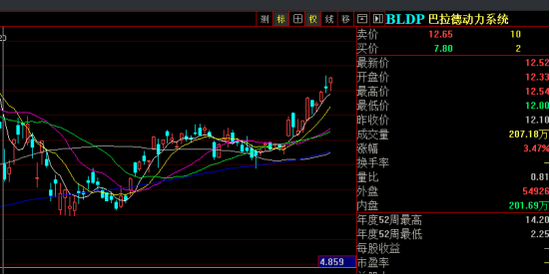 测 标 权 线 移 BLDP 巴拉德动力系统
卖价 12.65 10
买价 7.80 2
最新价 12.52
开盘价 12.33
最高价 12.54
最低价 12.00
昨收价 12.10
成交量 207.18万
涨幅 3.47%
换手率 –
量比 0.81
外盘 54926
内盘 201.69万
年度52周最高 14.20
年度52周最低 2.25
每股收益 –
市盈率 –
4.859